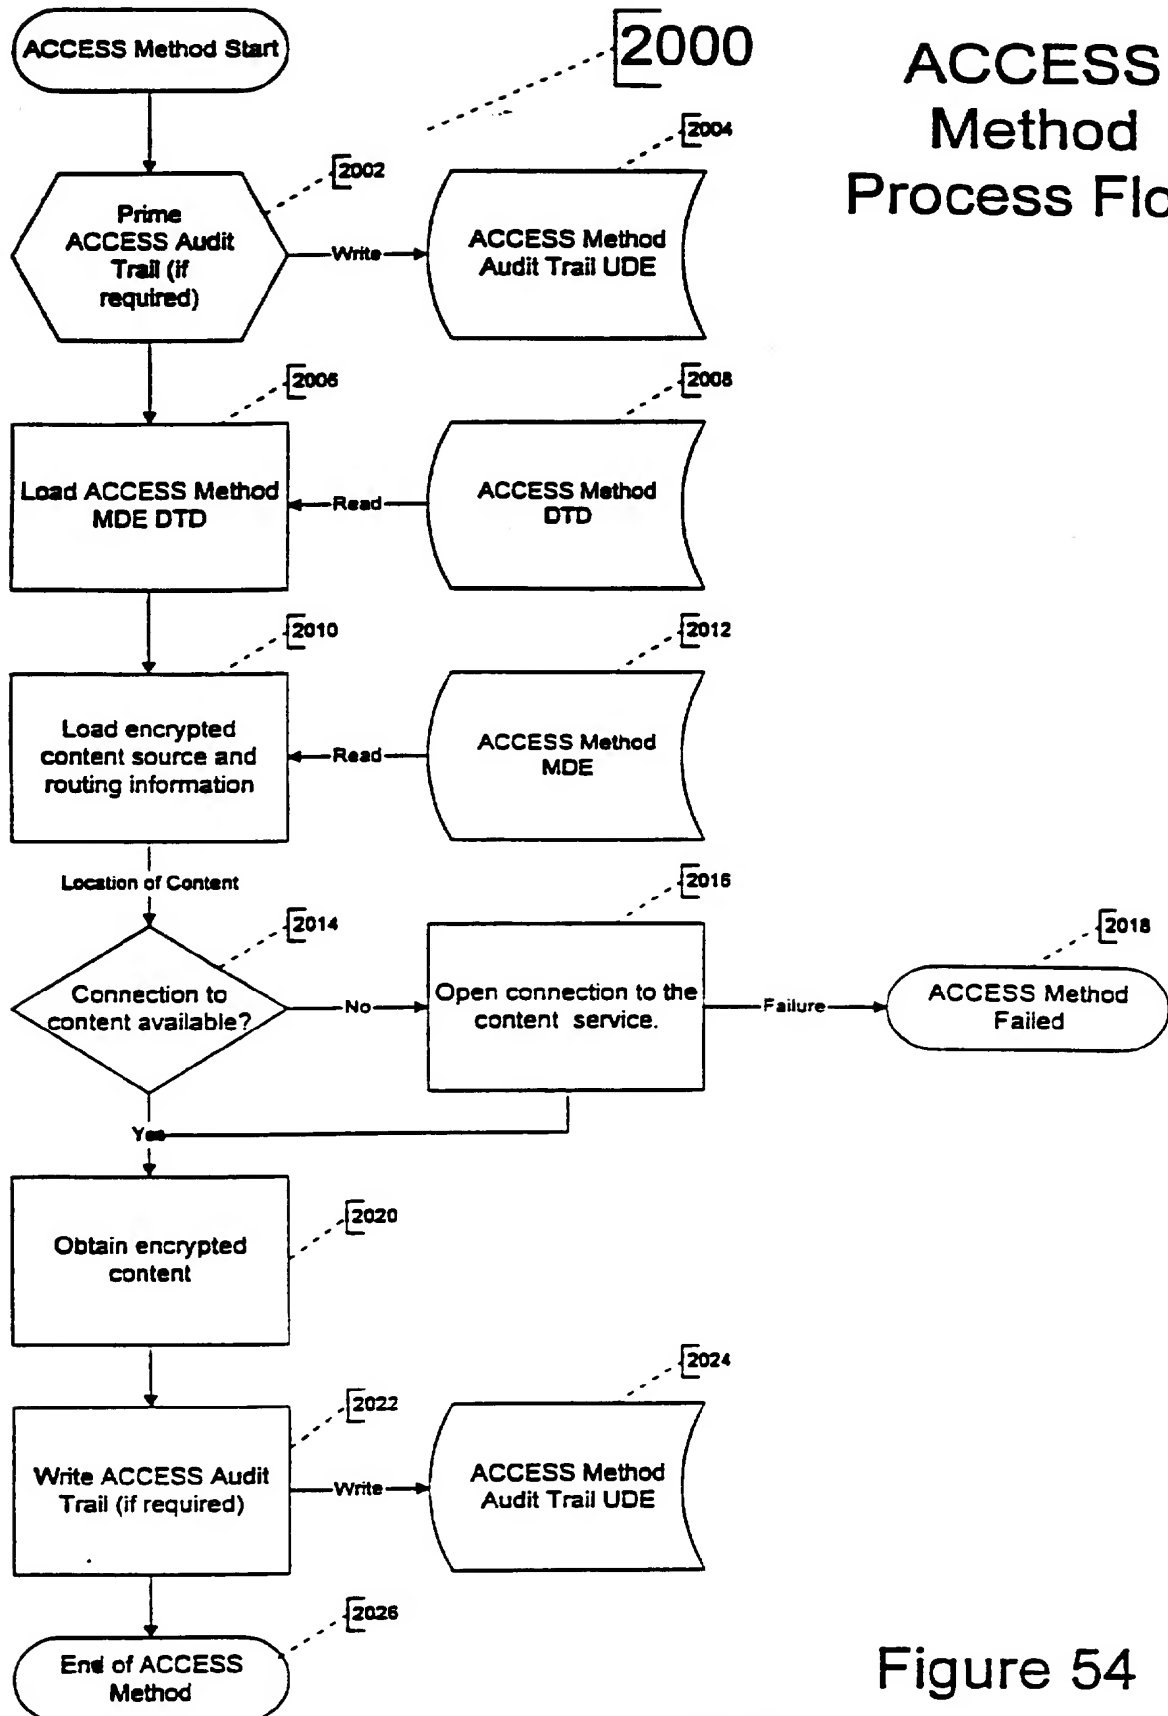 ACCESS Method Start
2000
ACCESS
Method
Process Flo
2002
2004
Prime
ACCESS Audit
Trail (if
required)
Write
ACCESS Method
Audit Trail UDE
2006
2008
Load ACCESS Method
MDE DTD
Read
ACCESS Method
DTD
2010
2012
Load encrypted
content source and
routing information
Read
ACCESS Method
MDE
Location of Content
2014
2016
2018
Connection to
content available?
No
Open connection to the
content service.
Failure
ACCESS Method
Failed
Yes
2020
Obtain encrypted
content
2022
2024
Write ACCESS Audit
Trail (if required)
Write
ACCESS Method
Audit Trail UDE
2026
End of ACCESS
Method
Figure 54